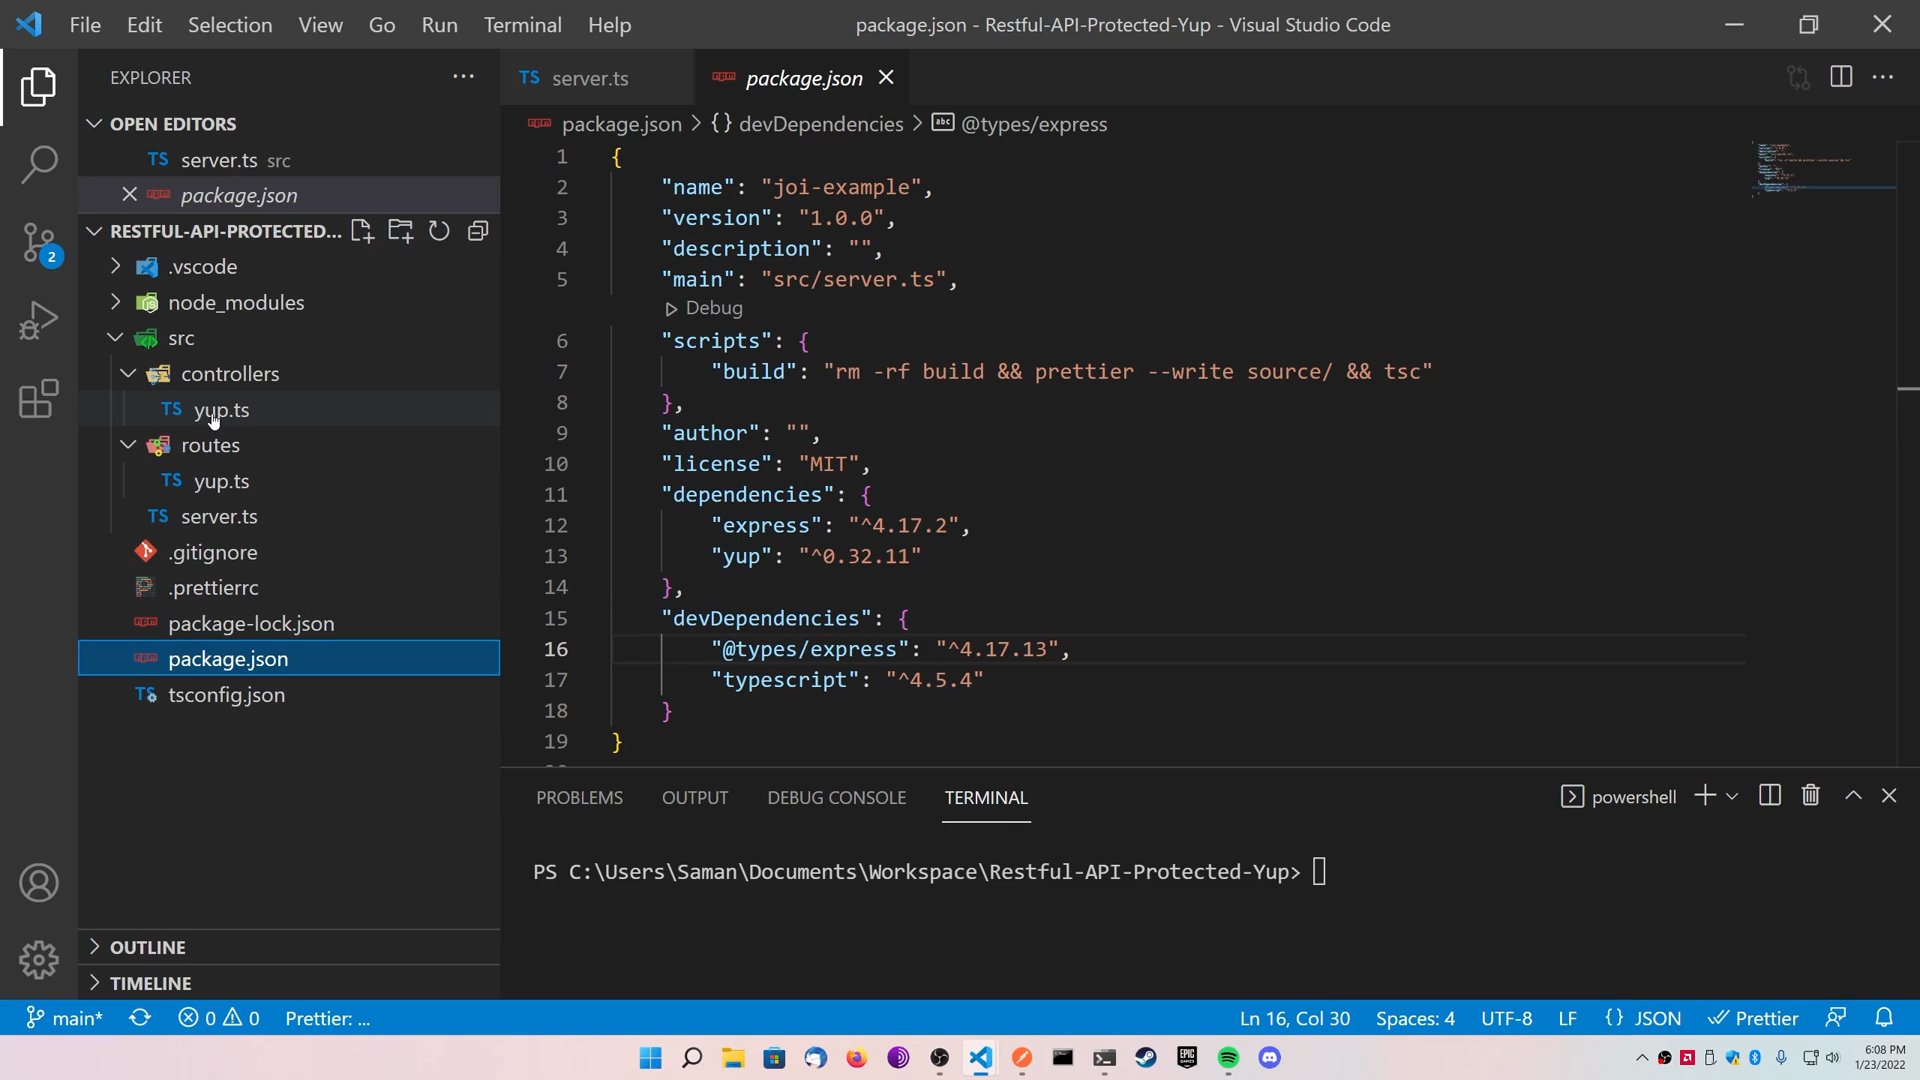 File Edit Selection View Go Run Terminal Help
package.json - Restful-API-Protected-Yup - Visual Studio Code
EXPLORER
OPEN EDITORS
TS server.ts src
package.json
RESTFUL-API-PROTECTED...
.vscode
node_modules
src
controllers
TS yup.ts
routes
TS yup.ts
TS server.ts
.gitignore
.prettierrc
package-lock.json
package.json
TS tsconfig.json
OUTLINE
TIMELINE
2
TS server.ts
package.json
package.json > {} devDependencies > abc @types/express
1 {
2 "name": "joi-example",
3 "version": "1.0.0",
4 "description": "",
5 "main": "src/server.ts",
Debug
6 "scripts": {
7 "build": "rm -rf build && prettier --write source/ && tsc"
8 },
9 "author": "",
10 "license": "MIT",
11 "dependencies": {
12 "express": "^4.17.2",
13 "yup": "^0.32.11"
14 },
15 "devDependencies": {
16 "@types/express": "^4.17.13",
17 "typescript": "^4.5.4"
18 }
19 }
PROBLEMS OUTPUT DEBUG CONSOLE TERMINAL
powershell
PS C:\Users\Saman\Documents\Workspace\Restful-API-Protected-Yup>
main* 0 0 Prettier: ...
Ln 16, Col 30 Spaces: 4 UTF-8 LF {} JSON Prettier
EPIC GAMES
6:08 PM
1/23/2022